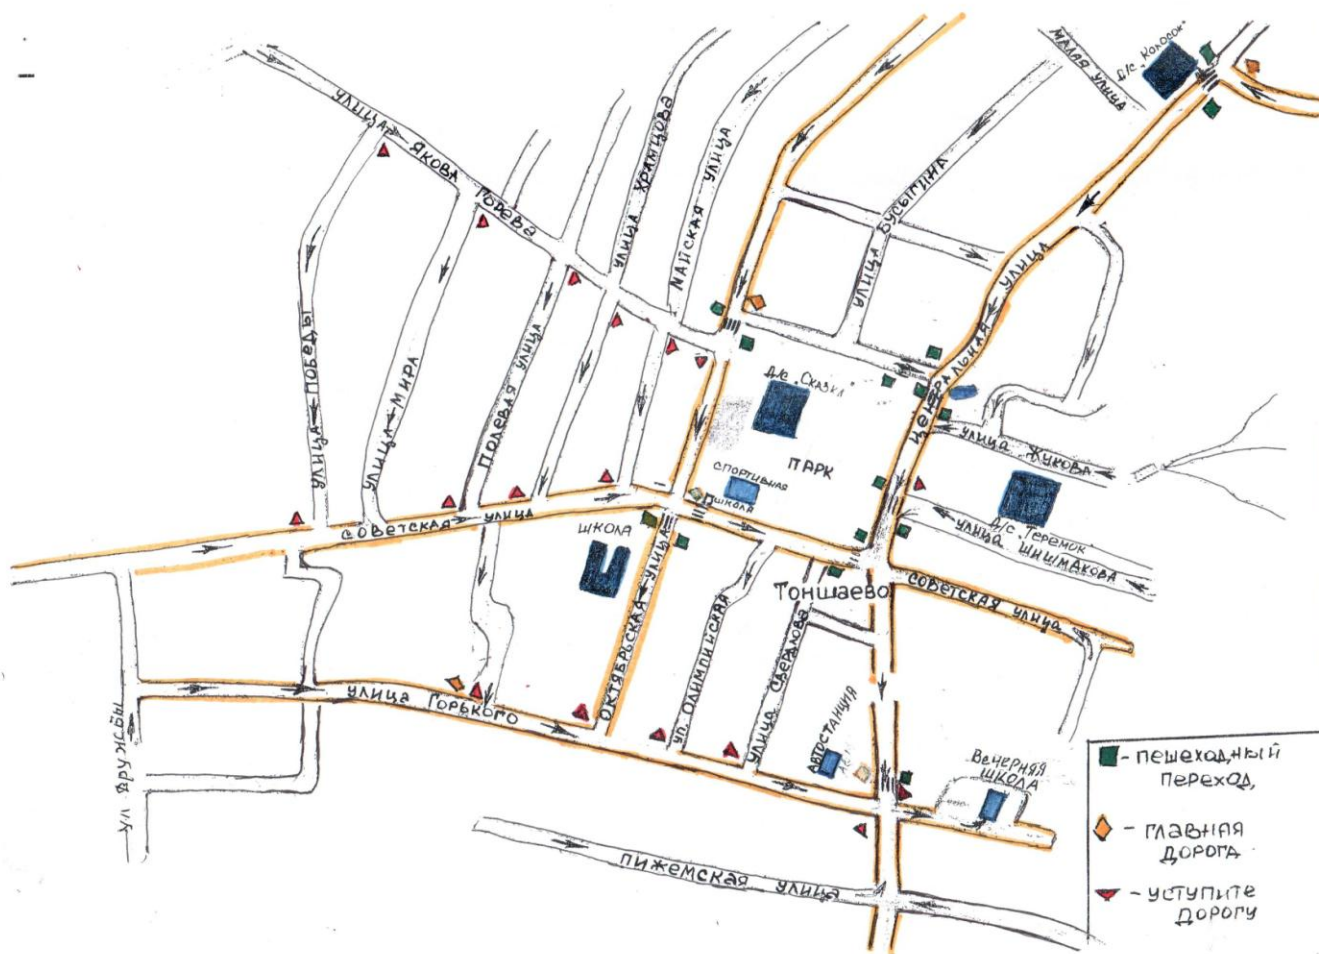 УЛИЦА ЯКОВА ГОРЕВА
УЛИЦА ХРАМЦОВА
МАЙСКАЯ УЛИЦА
УЛИЦА БУСЫГИНА
МАЛАЯ УЛИЦА
Д/С „Колосок"
ЦЕНТРАЛЬНАЯ УЛИЦА
УЛИЦА ПОБЕДЫ
УЛИЦА МИРА
ПОЛЕВАЯ УЛИЦА
Д/С „Сказка"
ПАРК
СПОРТИВНАЯ
ШКОЛА
УЛИЦА ЖУКОВА
Д/С. Теремок
УЛИЦА ШИШМАКОВА
СОВЕТСКАЯ УЛИЦА
ШКОЛА
ОКТЯБРЬСКАЯ УЛИЦА
Тоншаево
СОВЕТСКАЯ УЛИЦА
УЛ. ОЛИМПИЙСКАЯ
УЛИЦА СВЕРДЛОВА
УЛИЦА ГОРЬКОГО
УЛ ДРУЖБЫ
АВТОСТАНЦИЯ
ВЕЧЕРНЯЯ
ШКОЛА
ПИЖЕМСКАЯ УЛИЦА
- ПЕШЕХОДНЫЙ
ПЕРЕХОД,
- ГЛАВНАЯ
ДОРОГА
- УСТУПИТЕ
ДОРОГУ